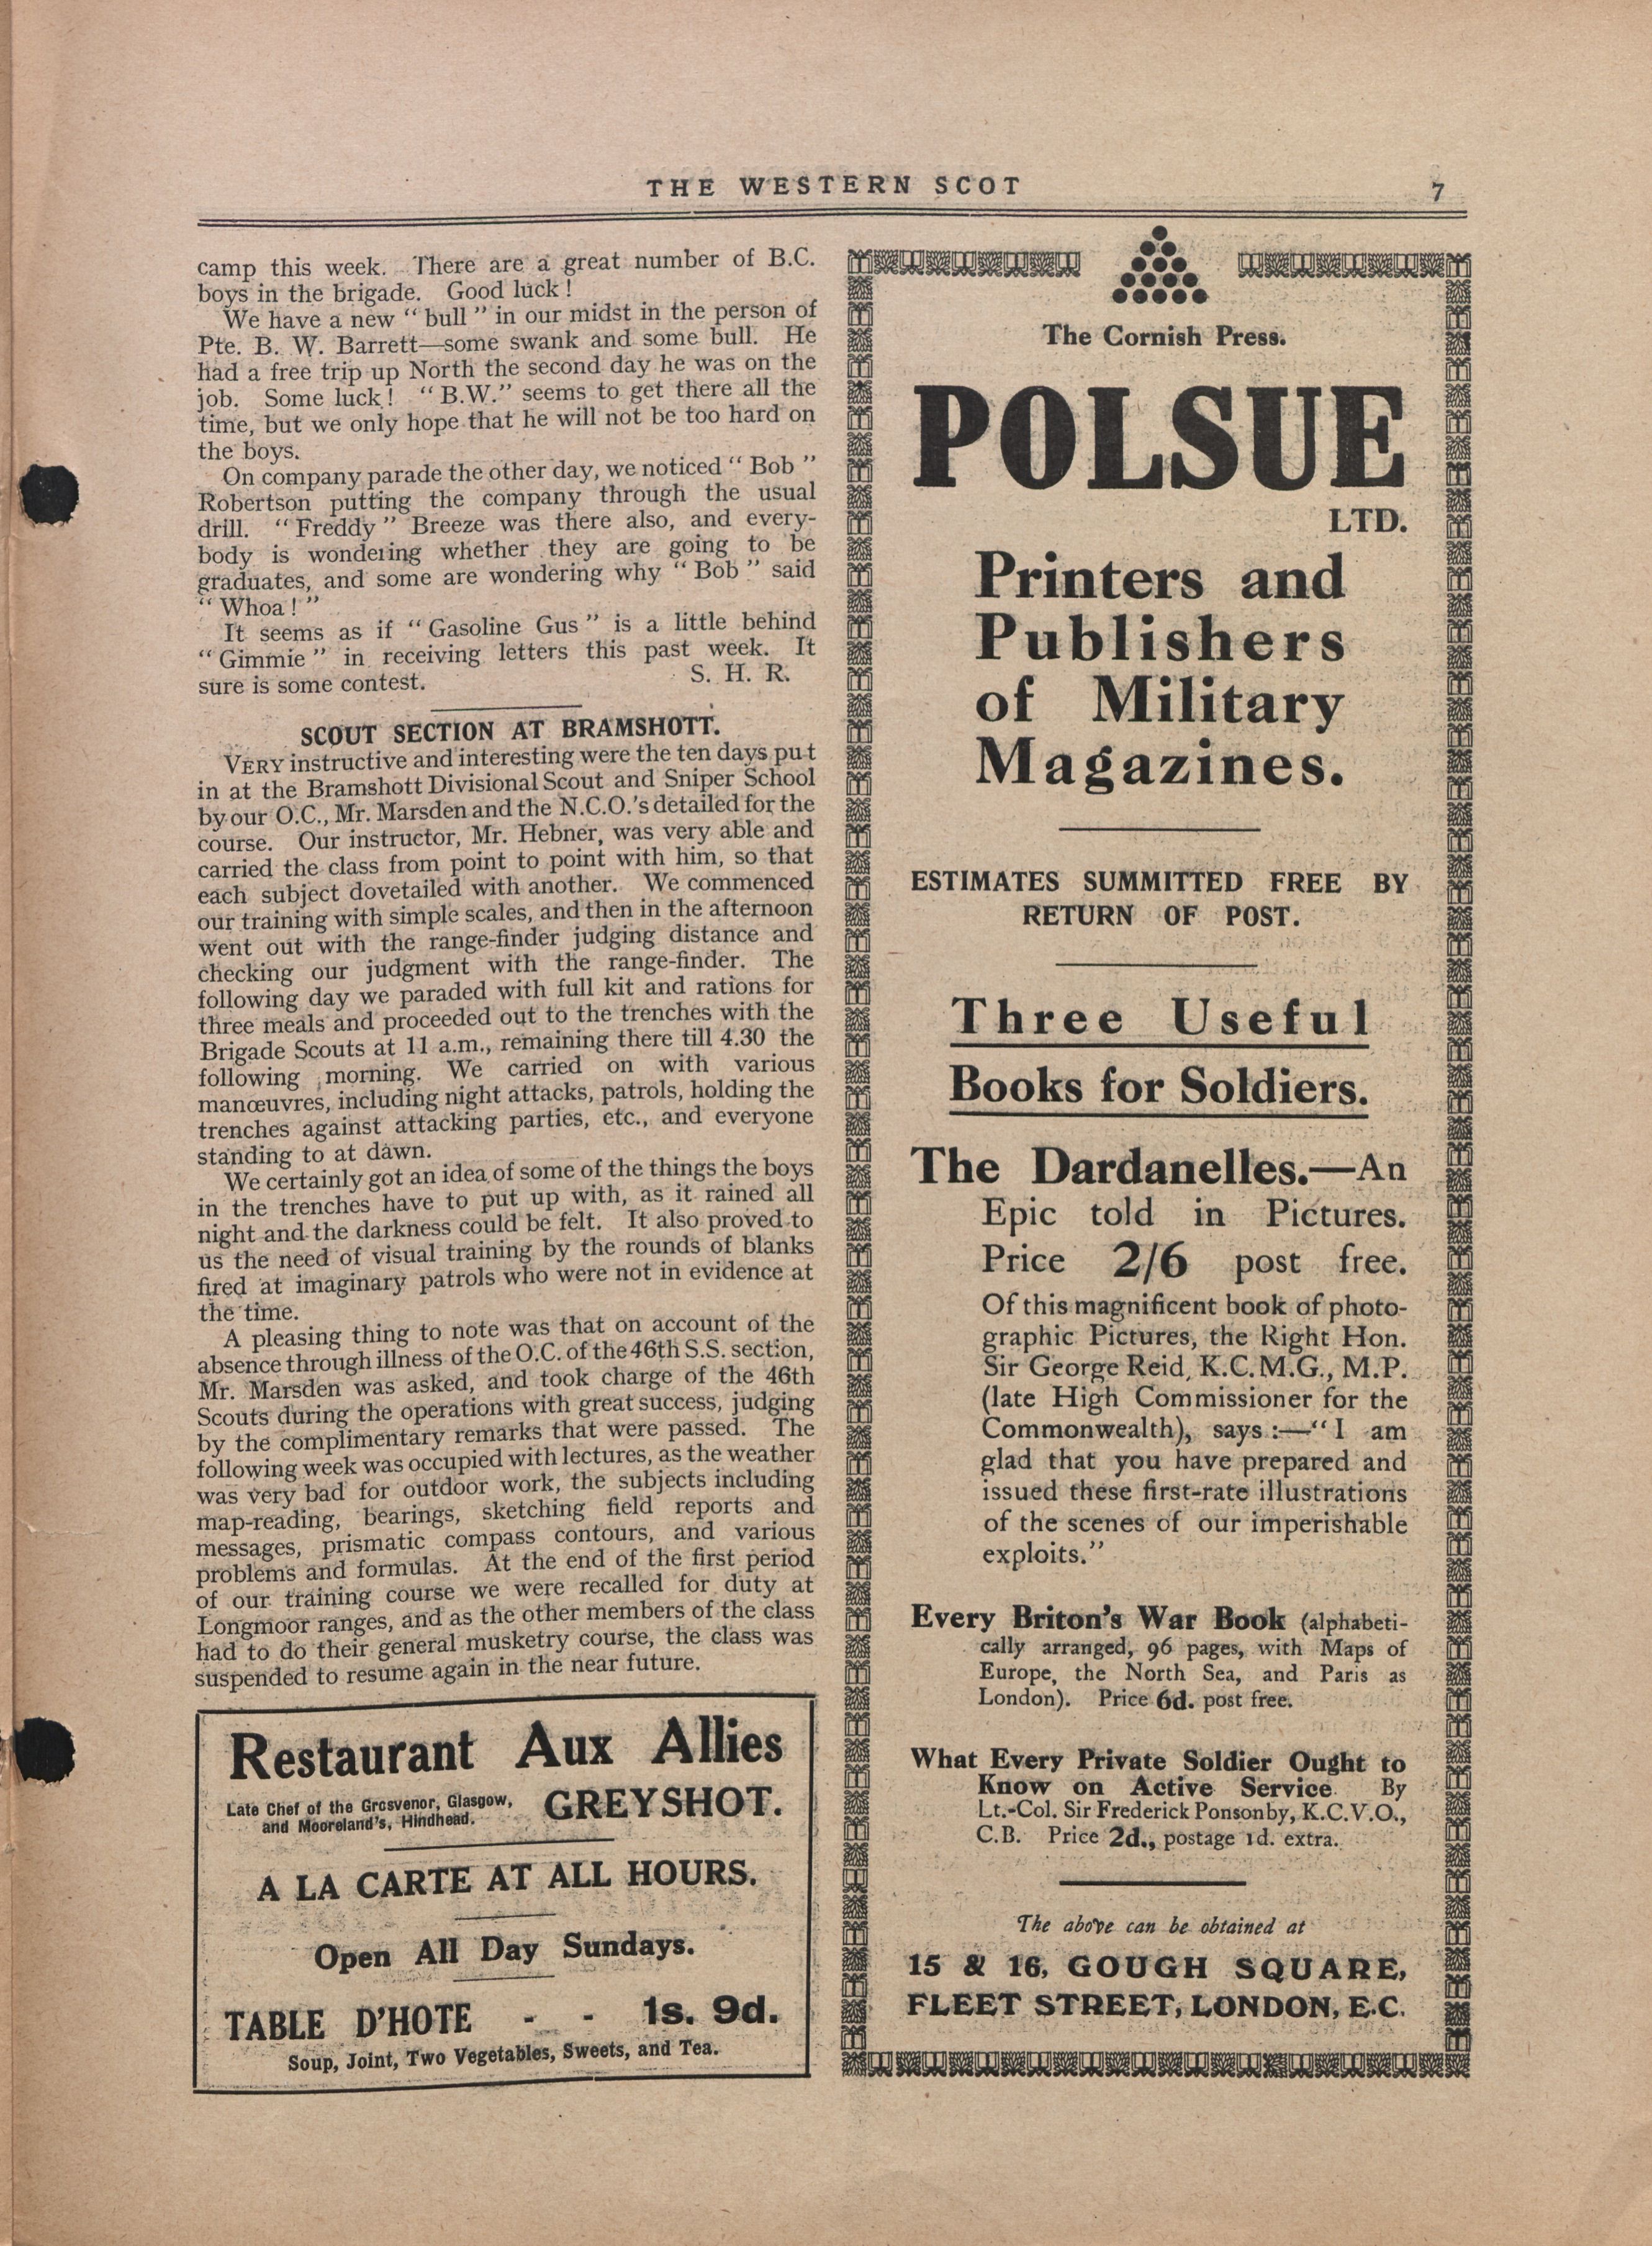 THE WESTERN SCOT
7
camp this week. There are a great number of B.C.
boys in the brigade. Good luck!
We have a new "bull" in our midst in the person of
Pte. B. W. Barrett—some swank and some bull. He
had a free trip up North the second day he was on the
job. Some luck! "B.W." seems to get there all the
time, but we only hope that he will not be too hard on
the boys.
On company parade the other day, we noticed "Bob"
Robertson putting the company through the usual
drill. "Freddy" Breeze was there also, and every-
body is wondering whether they are going to be
graduates, and some are wondering why "Bob" said
"Whoa!"
It seems as if "Gasoline Gus" is a little behind
"Gimmie" in receiving letters this past week. It
sure is some contest. S. H. R.
SCOUT SECTION AT BRAMSHOTT.
VERY instructive and interesting were the ten days put
in at the Bramshott Divisional Scout and Sniper School
by our O.C., Mr. Marsden and the N.C.O.'s detailed for the
course. Our instructor, Mr. Hebner, was very able and
carried the class from point to point with him, so that
each subject dovetailed with another. We commenced
our training with simple scales, and then in the afternoon
went out with the range-finder judging distance and
checking our judgment with the range-finder. The
following day we paraded with full kit and rations for
three meals and proceeded out to the trenches with the
Brigade Scouts at 11 a.m., remaining there till 4.30 the
following morning. We carried on with various
manœuvres, including night attacks, patrols, holding the
trenches against attacking parties, etc., and everyone
standing to at dawn.
We certainly got an idea of some of the things the boys
in the trenches have to put up with, as it rained all
night and the darkness could be felt. It also proved to
us the need of visual training by the rounds of blanks
fired at imaginary patrols who were not in evidence at
the time.
A pleasing thing to note was that on account of the
absence through illness of the O.C. of the 46th S.S. section,
Mr. Marsden was asked, and took charge of the 46th
Scouts during the operations with great success, judging
by the complimentary remarks that were passed. The
following week was occupied with lectures, as the weather
was very bad for outdoor work, the subjects including
map-reading, bearings, sketching field reports and
messages, prismatic compass contours, and various
problems and formulas. At the end of the first period
of our training course we were recalled for duty at
Longmoor ranges, and as the other members of the class
had to do their general musketry course, the class was
suspended to resume again in the near future.
Restaurant Aux Allies
Late Chef of the Grosvenor, Glasgow,
and Mooreland's, Hindhead.
GREYSHOT.
A LA CARTE AT ALL HOURS.
Open All Day Sundays.
TABLE D'HOTE - - 1s. 9d.
Soup, Joint, Two Vegetables, Sweets, and Tea.
The Cornish Press.
POLSUE
LTD.
Printers and
Publishers
of Military
Magazines.
ESTIMATES SUMMITTED FREE BY
RETURN OF POST.
Three Useful
Books for Soldiers.
The Dardanelles.—An
Epic told in Pictures.
Price 2/6 post free.
Of this magnificent book of photo-
graphic Pictures, the Right Hon.
Sir George Reid, K.C.M.G., M.P.
(late High Commissioner for the
Commonwealth), says:—"I am
glad that you have prepared and
issued these first-rate illustrations
of the scenes of our imperishable
exploits."
Every Briton's War Book (alphabeti-
cally arranged, 96 pages, with Maps of
Europe, the North Sea, and Paris as
London). Price 6d. post free.
What Every Private Soldier Ought to
Know on Active Service. By
Lt.-Col. Sir Frederick Ponsonby, K.C.V.O.,
C.B. Price 2d., postage 1d. extra.
The above can be obtained at
15 & 16, GOUGH SQUARE,
FLEET STREET, LONDON, E.C.